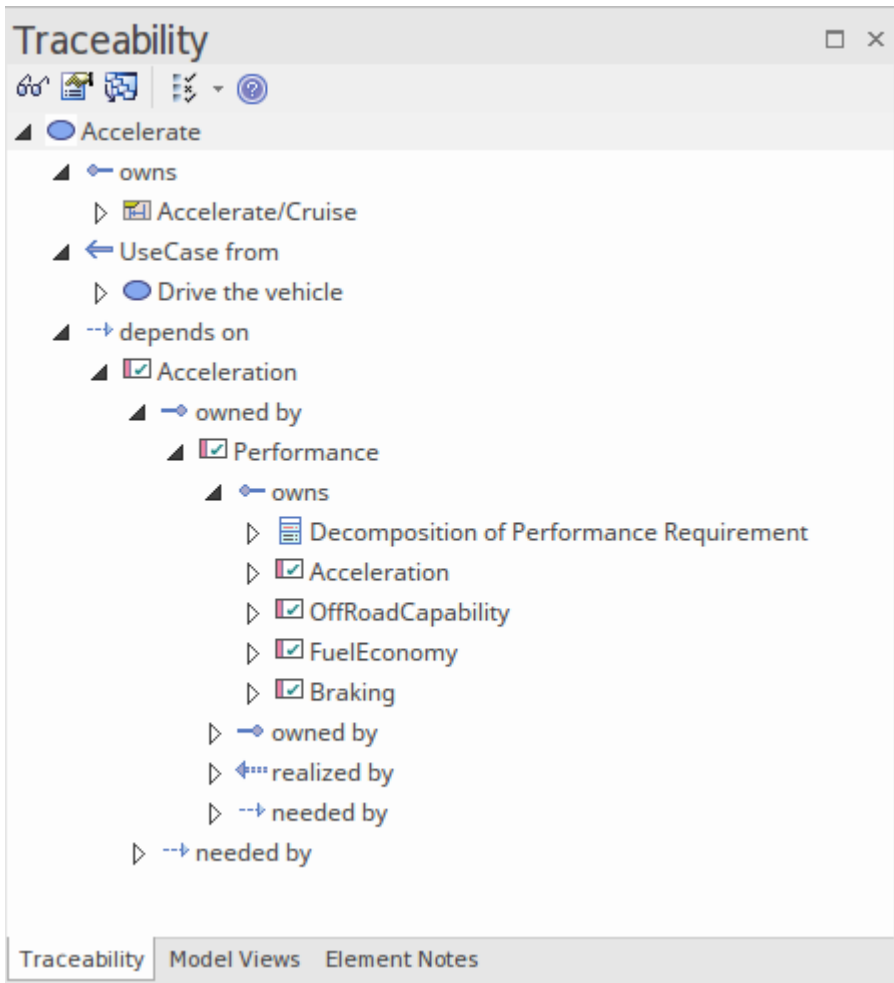 Traceability
Accelerate
owns
Accelerate/Cruise
UseCase from
Drive the vehicle
depends on
Acceleration
owned by
Performance
owns
Decomposition of Performance Requirement
Acceleration
OffRoadCapability
FuelEconomy
Braking
owned by
realized by
needed by
needed by
Traceability Model Views Element Notes